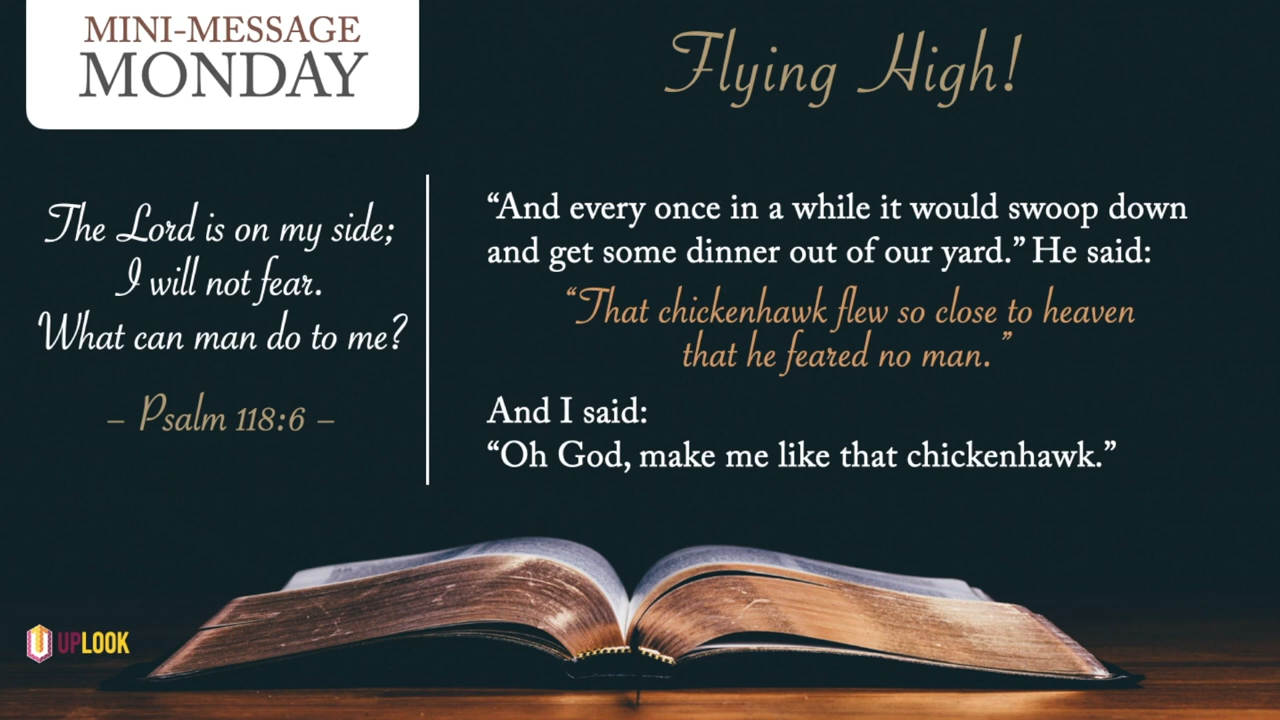 MINI-MESSAGE
MONDAY
Flying High!
The Lord is on my side;
I will not fear.
What can man do to me?
– Psalm 118:6 –
“And every once in a while it would swoop down
and get some dinner out of our yard.” He said:
“That chickenhawk flew so close to heaven
that he feared no man.”
And I said:
“Oh God, make me like that chickenhawk.”
UPLOOK